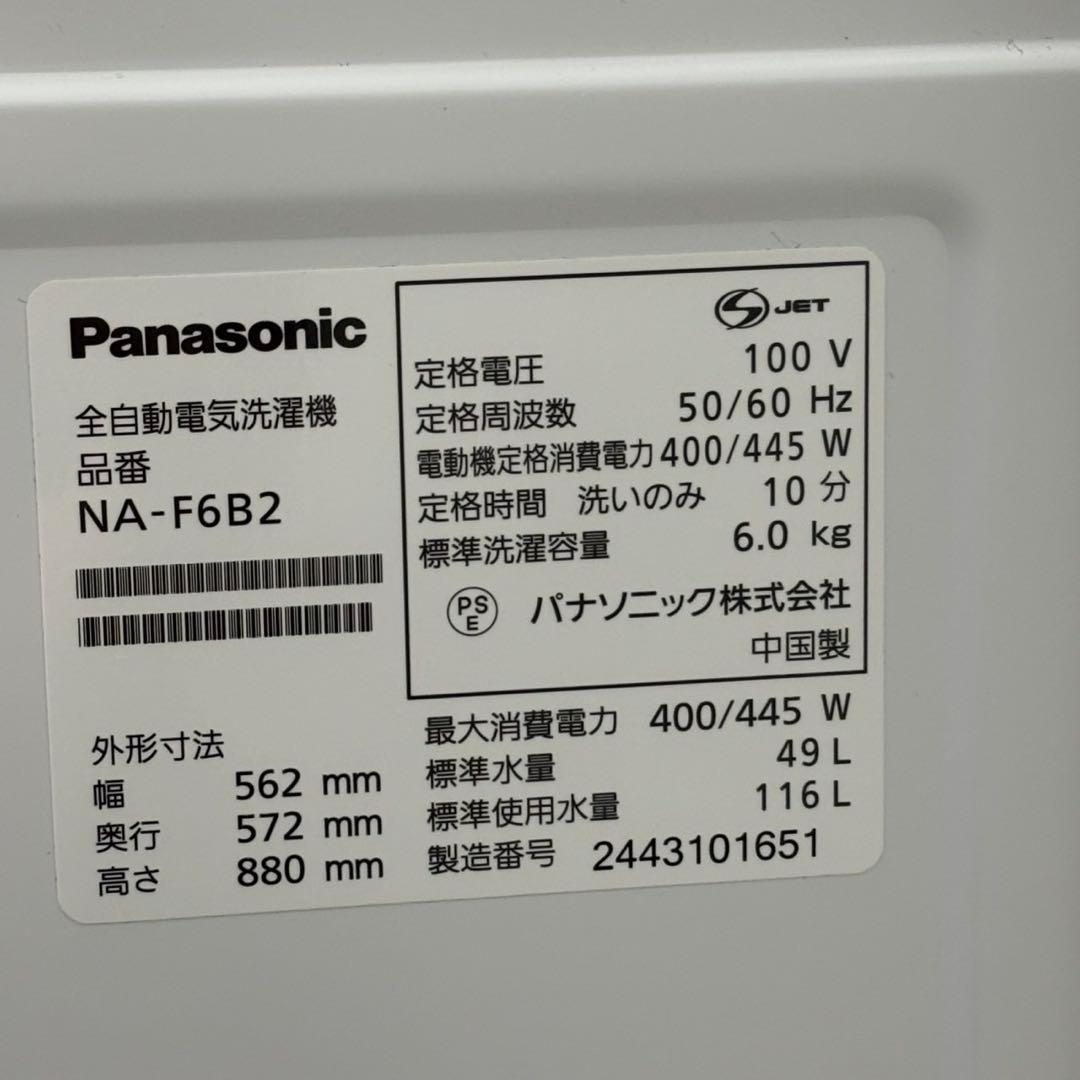 Panasonic
全自動電気洗濯機
品番
NA-F6B2
外形寸法
幅 562 mm
奥行 572 mm
高さ 880 mm
S JET
定格電圧 100 V
定格周波数 50/60 Hz
電動機定格消費電力 400/445 W
定格時間 洗いのみ 10 分
標準洗濯容量 6.0 kg
PS
E
パナソニック株式会社
中国製
最大消費電力 400/445 W
標準水量 49 L
標準使用水量 116 L
製造番号 2443101651